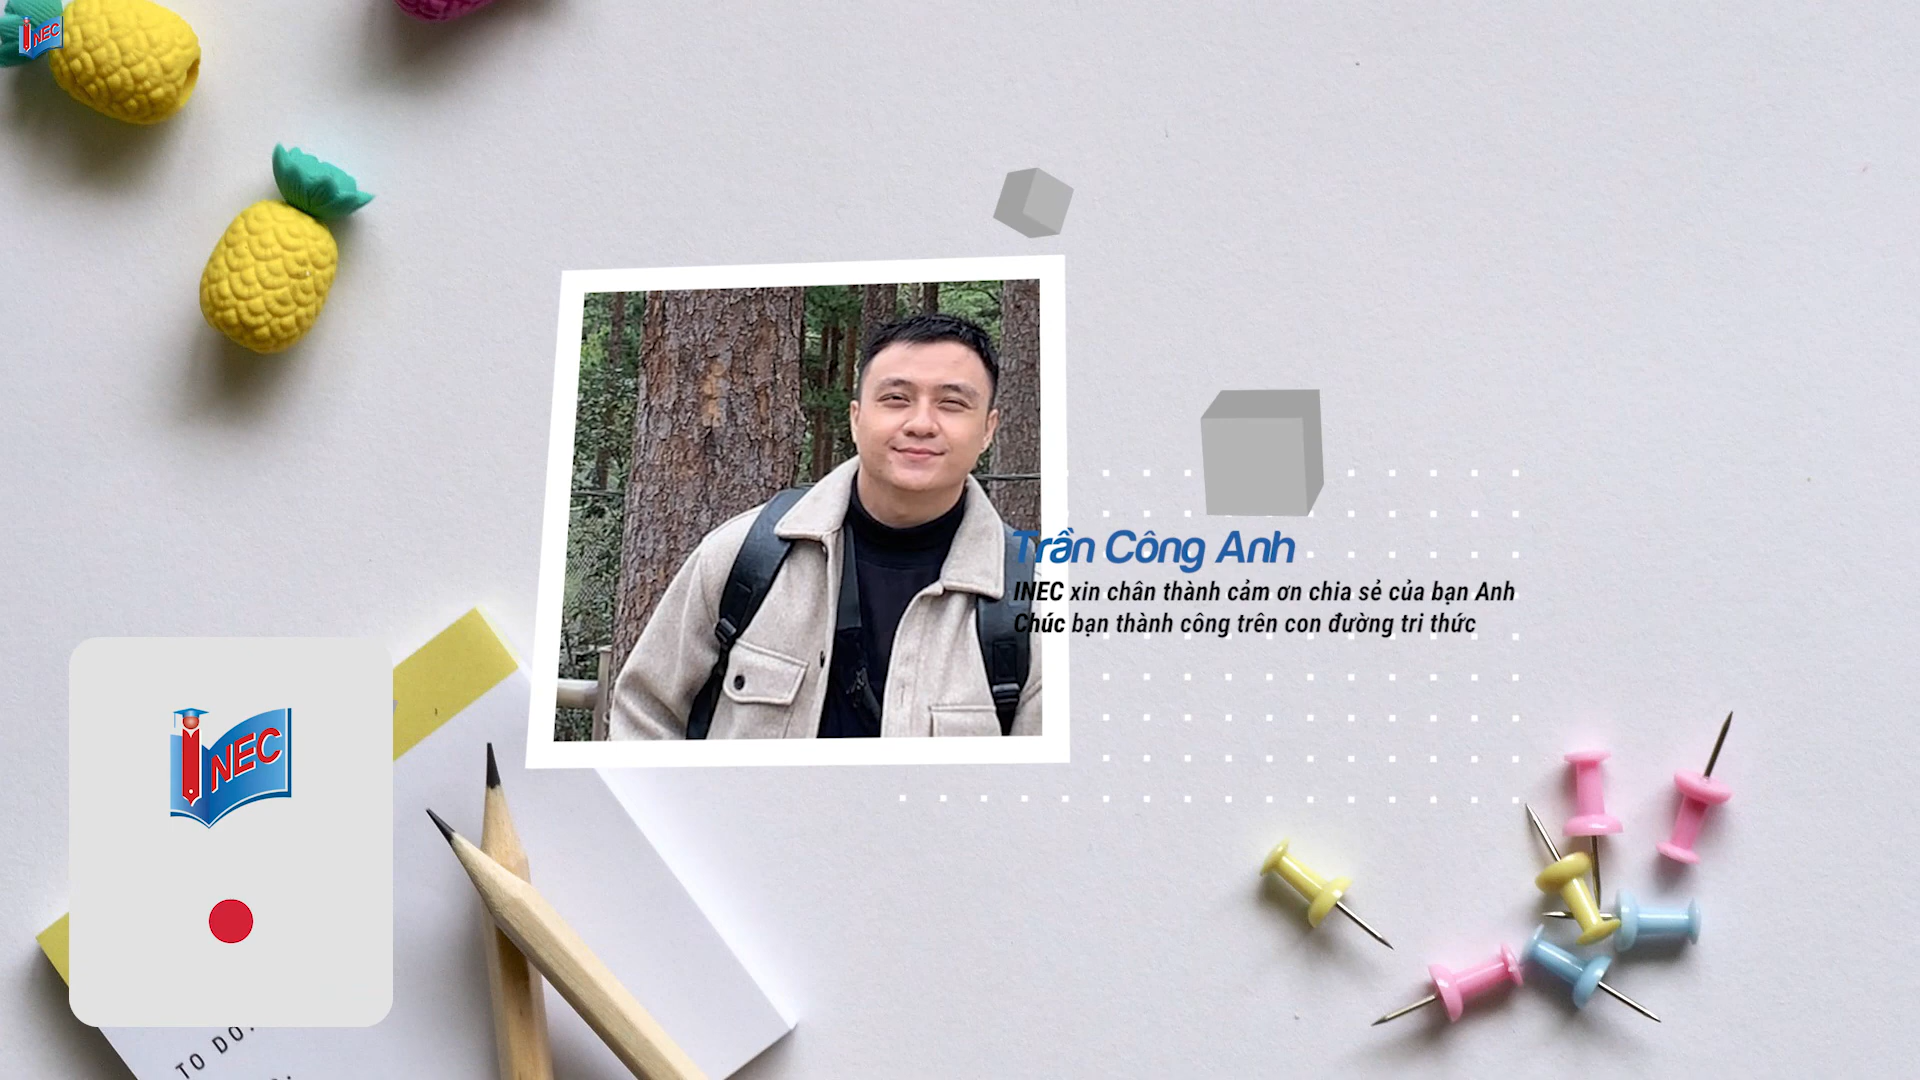 INEC
Trần Công Anh
INEC xin chân thành cảm ơn chia sẻ của bạn Anh
Chúc bạn thành công trên con đường tri thức
INEC
TO DO